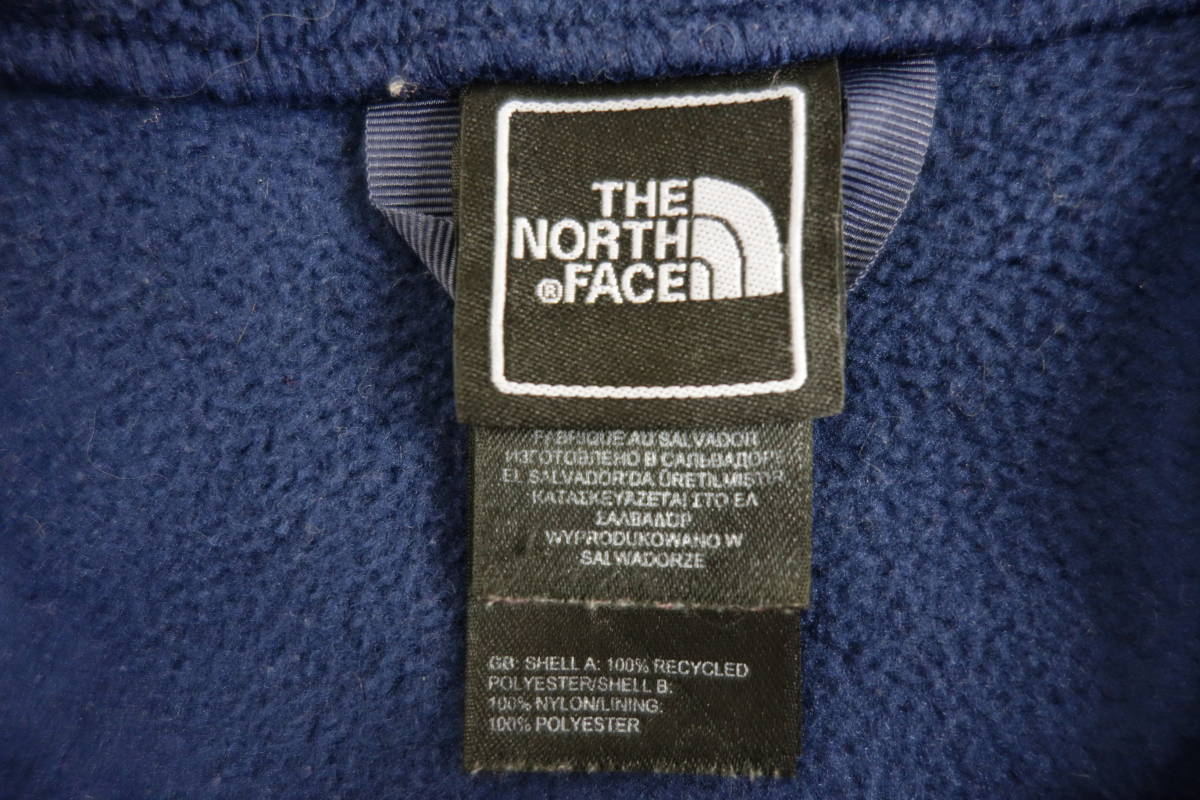 THE
NORTH
®FACE
FABRIQUE AU SALVADOR
ИЗГОТОВЛЕНО В САЛЬВАДОРЕ
EL SALVADOR'DA ÜRETILMISTIR
ΚΑΤΑΣΚΕΥΑΖΕΤΑΙ ΣΤΟ ΕΛ
ΣΑΛΒΑΔΟΡ
WYPRODUKOWANO W
SALWADORZE
GB: SHELL A: 100% RECYCLED
POLYESTER/SHELL B:
100% NYLON/LINING:
100% POLYESTER